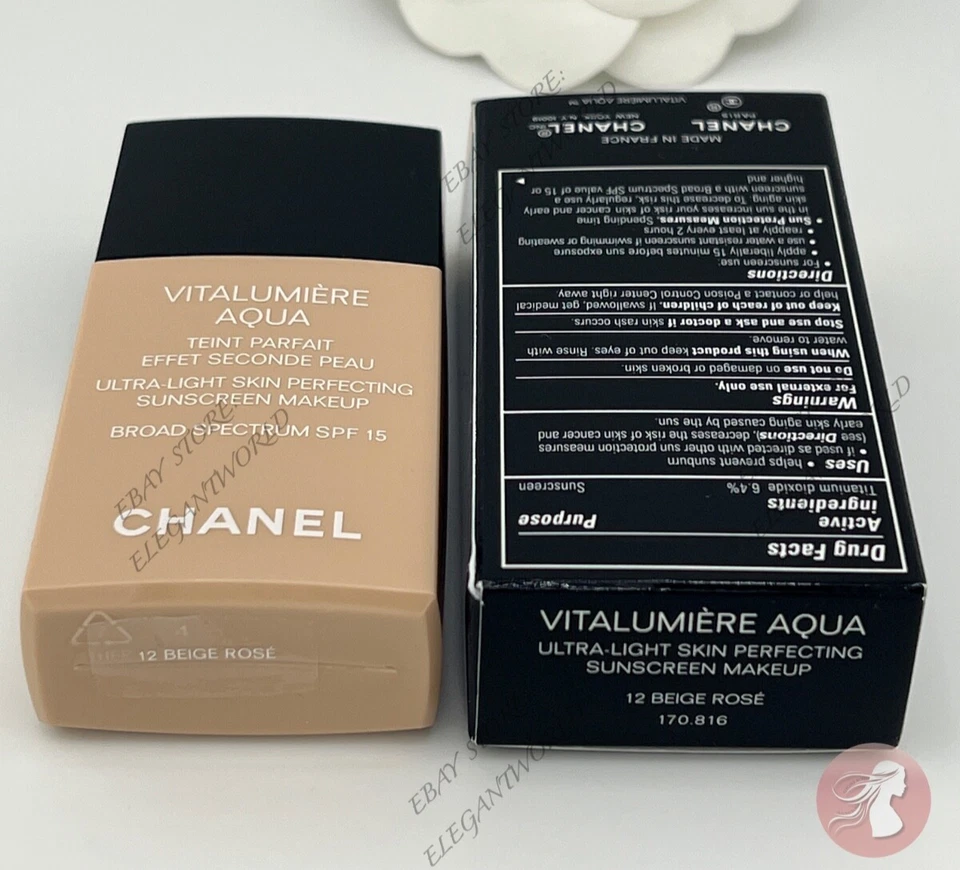 VITALUMIÈRE
AQUA
TEINT PARFAIT
EFFET SECONDE PEAU
ULTRA-LIGHT SKIN PERFECTING
SUNSCREEN MAKEUP
BROAD SPECTRUM SPF 15
CHANEL
4
12 BEIGE ROSÉ
Drug Facts
Active
ingredients
Purpose
Titanium dioxide 6.4%
Sunscreen
Uses • helps prevent sunburn
• if used as directed with other sun protection measures
(see Directions), decreases the risk of skin cancer and
early skin aging caused by the sun.
Warnings
For external use only.
Do not use on damaged or broken skin.
When using this product keep out of eyes. Rinse with
water to remove.
Stop use and ask a doctor if skin rash occurs.
Keep out of reach of children. If swallowed, get medical
help or contact a Poison Control Center right away.
Directions
• For sunscreen use:
• apply liberally 15 minutes before sun exposure
• use a water resistant sunscreen if swimming or sweating
• reapply at least every 2 hours
• Sun Protection Measures. Spending time
in the sun increases your risk of skin cancer and early
skin aging. To decrease this risk, regularly use a
sunscreen with a Broad Spectrum SPF value of 15 or
higher and
MADE IN FRANCE
CHANEL INC.®
NEW YORK, N.Y. 10019
CHANEL
PARIS
VITALUMIÈRE AQUA ™
VITALUMIÈRE AQUA
ULTRA-LIGHT SKIN PERFECTING
SUNSCREEN MAKEUP
12 BEIGE ROSÉ
170.816
EBAY STORE:
ELEGANTWORLD
EBAY STORE:
ELEGANTWORLD
EBAY STORE:
ELEGANTWORLD